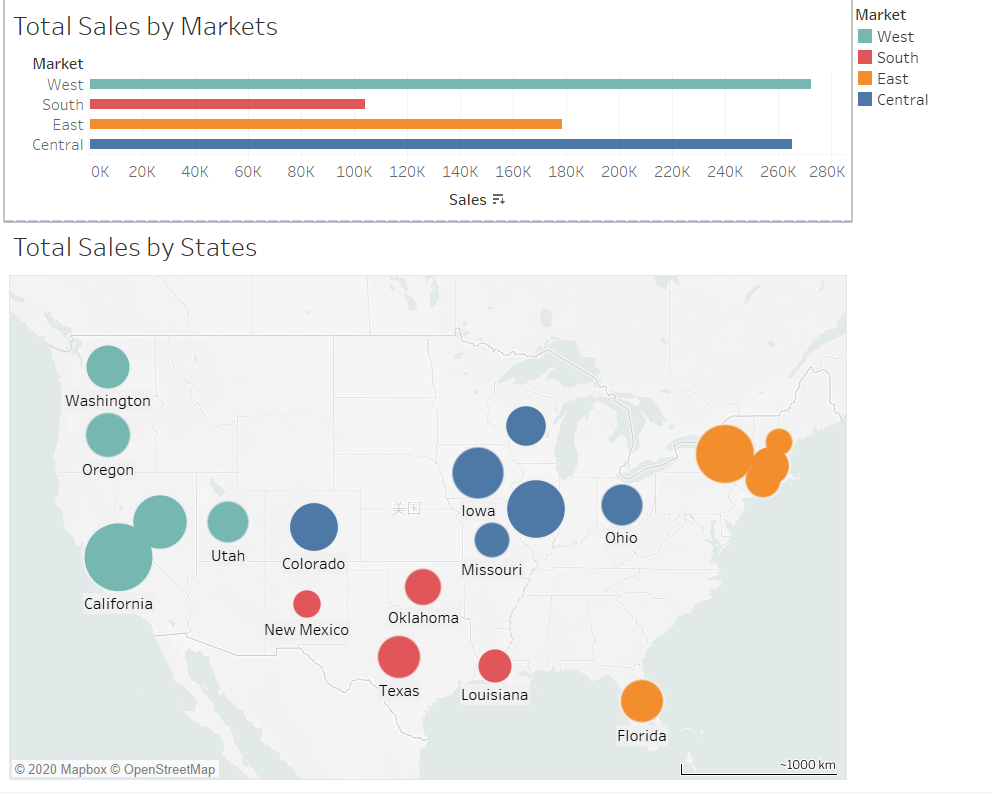 Total Sales by Markets
Market
West
South
East
Central
0K 20K 40K 60K 80K 100K 120K 140K 160K 180K 200K 220K 240K 260K 280K
Sales
Market
West
South
East
Central
Total Sales by States
Washington
Oregon
美国
Iowa
Ohio
Utah
Colorado
Missouri
California
Oklahoma
New Mexico
Texas
Louisiana
Florida
© 2020 Mapbox © OpenStreetMap
~1000 km